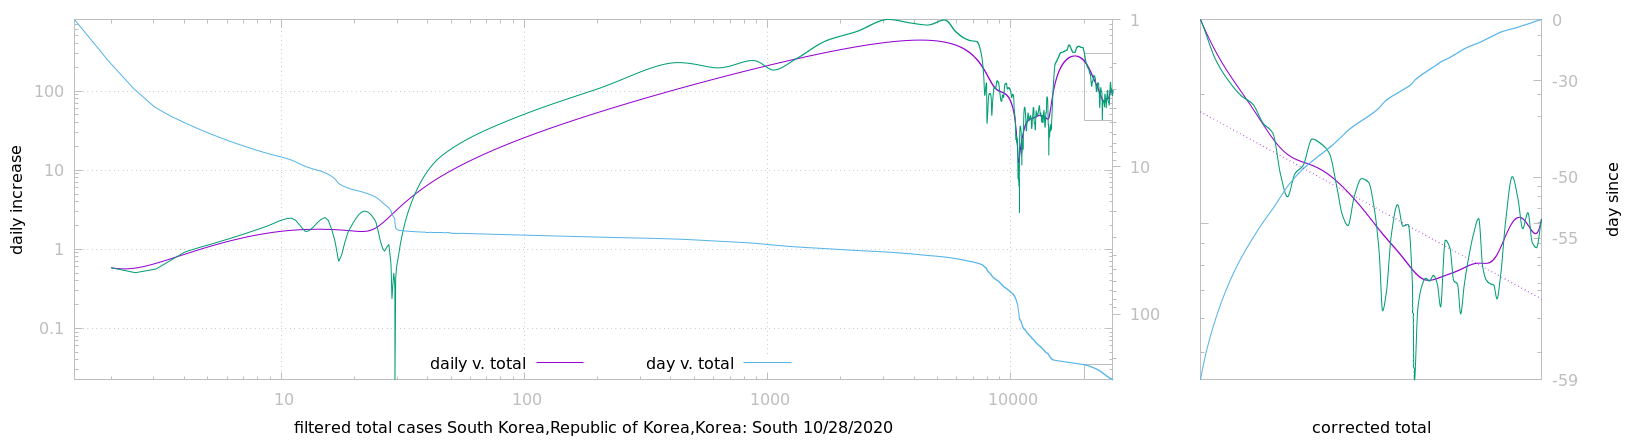 1
0
100
-30
daily increase
10
10
-50
day since
1
-55
0.1
100
daily v. total
day v. total
-59
10
100
1000
10000
filtered total cases South Korea,Republic of Korea,Korea: South 10/28/2020
corrected total